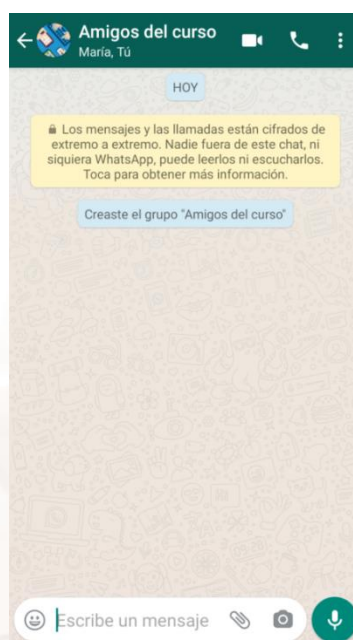 Amigos del curso
María, Tú
HOY
Los mensajes y las llamadas están cifrados de
extremo a extremo. Nadie fuera de este chat, ni
siquiera WhatsApp, puede leerlos ni escucharlos.
Toca para obtener más información.
Creaste el grupo "Amigos del curso"
Escribe un mensaje